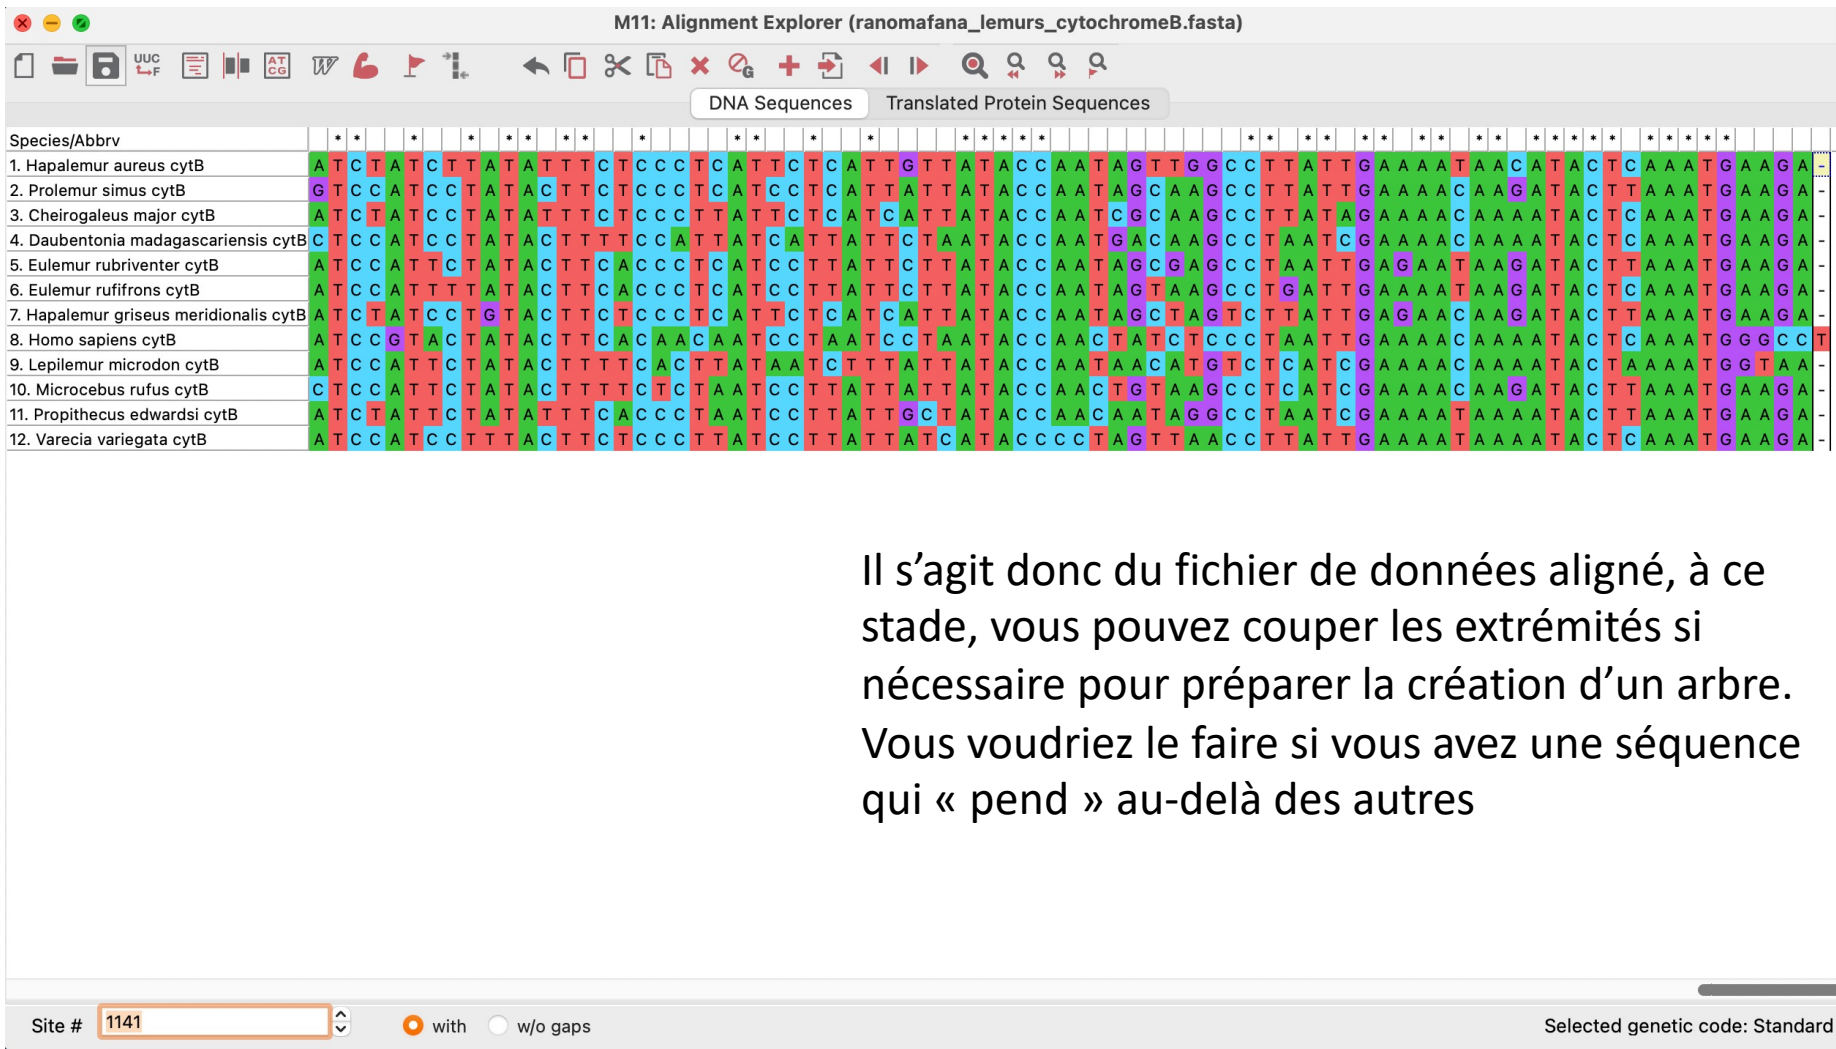 M11: Alignment Explorer (ranomafana_lemurs_cytochromeB.fasta)
UUC
F
AT
CG
W
G
DNA Sequences Translated Protein Sequences
Species/Abbrv * * * * * * * * * * * * * * * * * * * * * * * * * * * * * * * * * * * * *
1. Hapalemur aureus cytB A T C T A T C T T A T A T T T C T C C C T C A T T C T C A T T G T T A T A C C A A T A G T T G G C C T T A T T G A A A A T A A C A T A C T C A A A T G A A G A -
2. Prolemur simus cytB G T C C A T C C T A T A C T T C T C C C T C A T C C T C A T T A T T A T A C C A A T A G C A A G C C T T A T T G A A A A C A A G A T A C T T A A A T G A A G A -
3. Cheirogaleus major cytB A T C T A T C C T A T A T T T C T C C C T T A T T C T C A T C A T T A T A C C A A T C G C A A G C C T T A T A G A A A A C A A A A T A C T C A A A T G A A G A -
4. Daubentonia madagascariensis cytB C T C C A T C C T A T A C T T T T C C A T T A T C A T T A T T C T A A T A C C A A T G A C A A G C C T A A T C G A A A A C A A A A T A C T C A A A T G A A G A -
5. Eulemur rubriventer cytB A T C C A T T C T A T A C T T C A C C C T C A T C C T T A T T C T T A T A C C A A T A G C G A G C C T A A T T G A G A A T A A G A T A C T T A A A T G A A G A -
6. Eulemur rufifrons cytB A T C C A T T T T A T A C T T C A C C C T C A T C C T T A T T C T T A T A C C A A T A G T A A G C C T G A T T G A A A A T A A G A T A C T C A A A T G A A G A -
7. Hapalemur griseus meridionalis cytB A T C T A T C C T G T A C T T C T C C C T C A T T C T C A T C A T T A T A C C A A T A G C T A G T C T T A T T G A G A A C A A G A T A C T T A A A T G A A G A -
8. Homo sapiens cytB A T C C G T A C T A T A C T T C A C A A C A A T C C T A A T C C T A A T A C C A A C T A T C T C C C T A A T T G A A A A C A A A A T A C T C A A A T G G G C C T
9. Lepilemur microdon cytB A T C C A T T C T A T A C T T T T C A C T T A T A A T C T T T A T T A T A C C A A T A A C A T G T C T C A T C G A A A A C A A A A T A C T A A A A T G G T A A -
10. Microcebus rufus cytB C T C C A T T C T A T A C T T T T C T C T A A T C C T T A T T A T T A T A C C A A C T G T A A G C C T C A T C G A A A A C A A G A T A C T T A A A T G A A G A -
11. Propithecus edwardsi cytB A T C T A T T C T A T A T T T C A C C C T A A T C C T T A T T G C T A T A C C A A C A A T A G G C C T A A T C G A A A A T A A A A T A C T T A A A T G A A G A -
12. Varecia variegata cytB A T C C A T C C T T T A C T T C T C C C T T A T C C T T A T T A T C A T A C C C C T A G T T A A C C T T A T T G A A A A T A A A A T A C T C A A A T G A A G A -
Il s’agit donc du fichier de données aligné, à ce
stade, vous pouvez couper les extrémités si
nécessaire pour préparer la création d’un arbre.
Vous voudriez le faire si vous avez une séquence
qui « pend » au-delà des autres
Site # 1141 with w/o gaps Selected genetic code: Standard